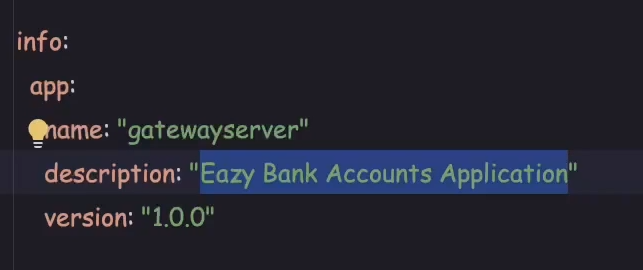 info:
app:
name: "gatewayserver"
description: "Eazy Bank Accounts Application"
version: "1.0.0"